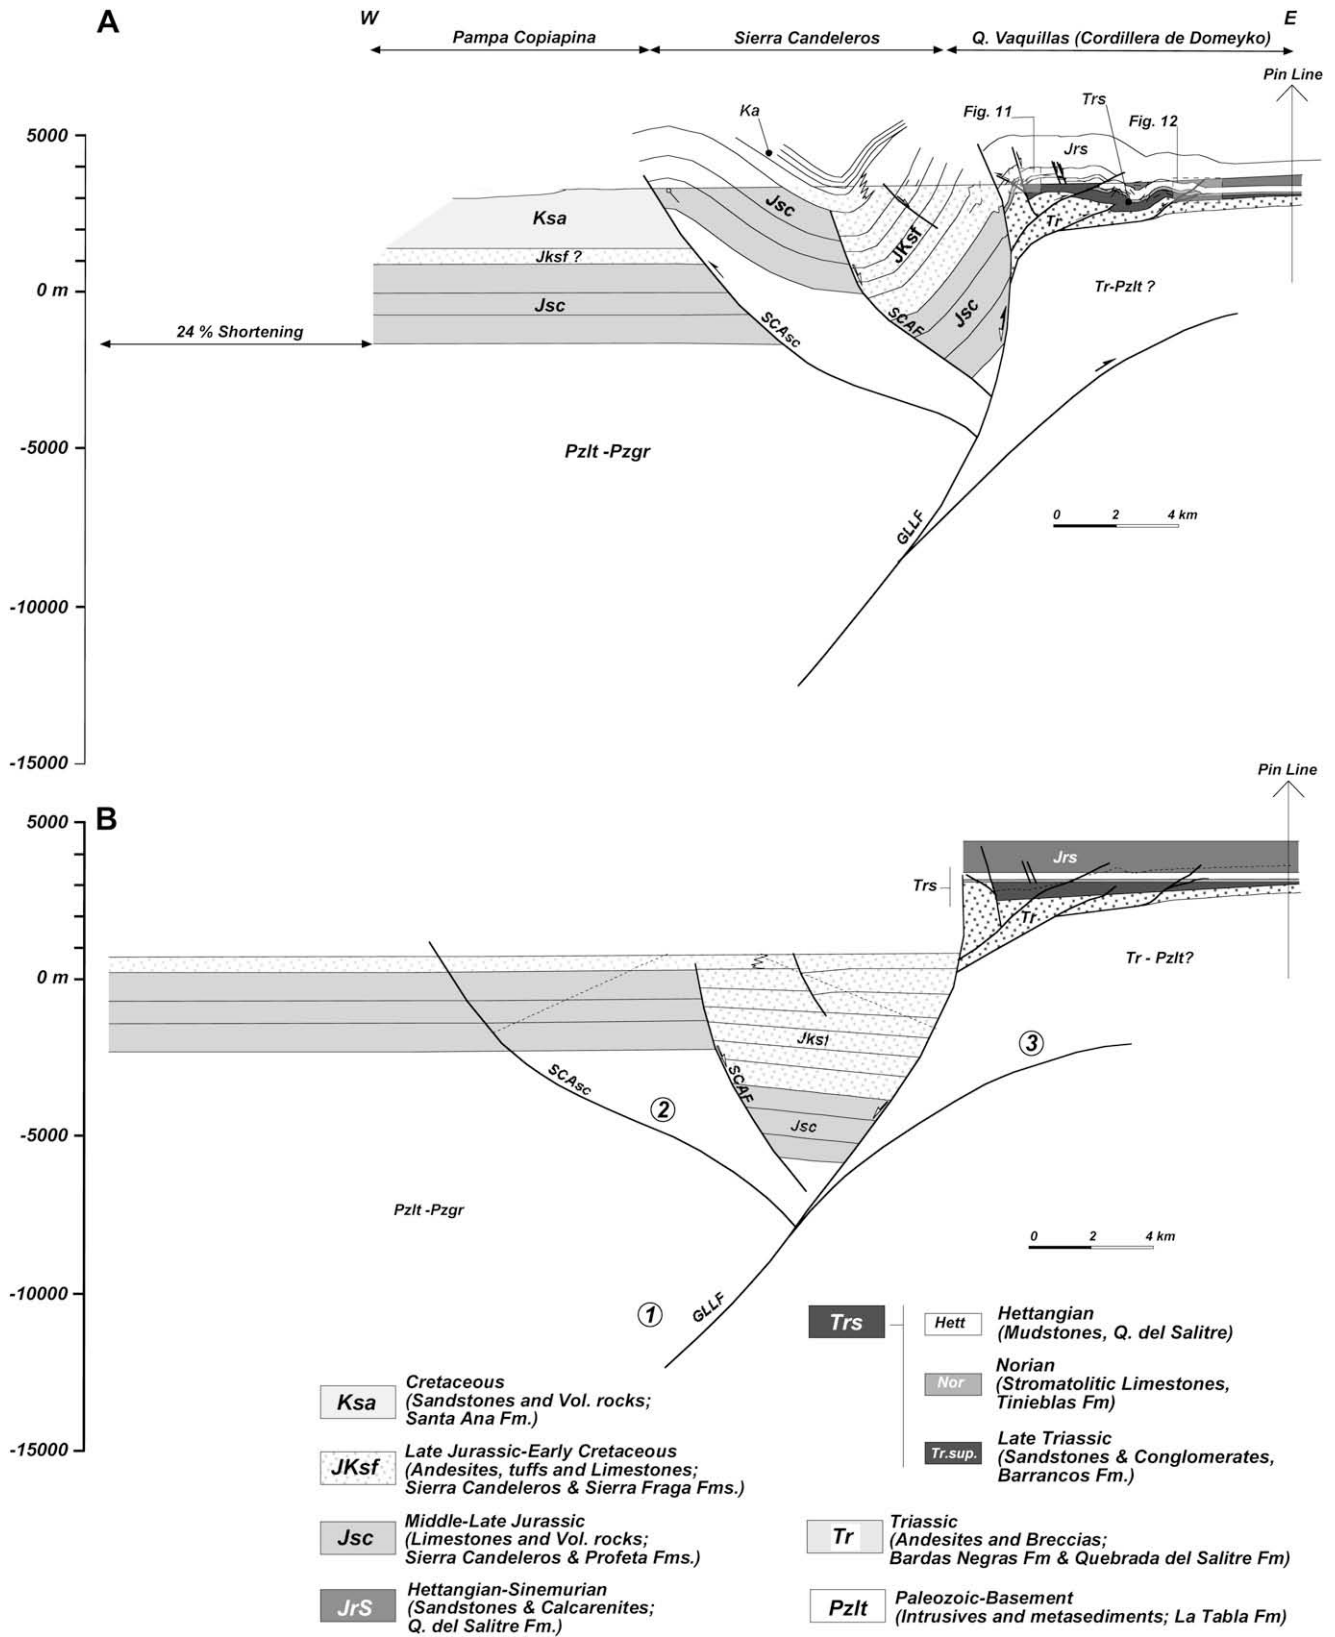 A
W
E
Pampa Copiapina
Sierra Candeleros
Q. Vaquillas (Cordillera de Domeyko)
Pin Line
Ka
Fig. 11
Trs
Fig. 12
Jrs
5000
0 m
-5000
-10000
-15000
Ksa
Jksf ?
Jsc
Jsc
JKsf
Jsc
Tr
Tr-Pzlt ?
24 % Shortening
SCAsc
SCAF
Pzlt -Pzgr
GLLF
0 2 4 km
B
Pin Line
5000
0 m
-5000
-10000
-15000
Jrs
Trs
Tr
Tr - Pzlt?
Jksf
3
SCAsc
SCAF
2
Jsc
Pzlt -Pzgr
0 2 4 km
1
GLLF
Ksa
Cretaceous
(Sandstones and Vol. rocks;
Santa Ana Fm.)
JKsf
Late Jurassic-Early Cretaceous
(Andesites, tuffs and Limestones;
Sierra Candeleros & Sierra Fraga Fms.)
Jsc
Middle-Late Jurassic
(Limestones and Vol. rocks;
Sierra Candeleros & Profeta Fms.)
JrS
Hettangian-Sinemurian
(Sandstones & Calcarenites;
Q. del Salitre Fm.)
Trs
Hett
Hettangian
(Mudstones, Q. del Salitre)
Nor
Norian
(Stromatolitic Limestones,
Tinieblas Fm)
Tr.sup.
Late Triassic
(Sandstones & Conglomerates,
Barrancos Fm.)
Tr
Triassic
(Andesites and Breccias;
Bardas Negras Fm & Quebrada del Salitre Fm)
Pzlt
Paleozoic-Basement
(Intrusives and metasediments; La Tabla Fm)